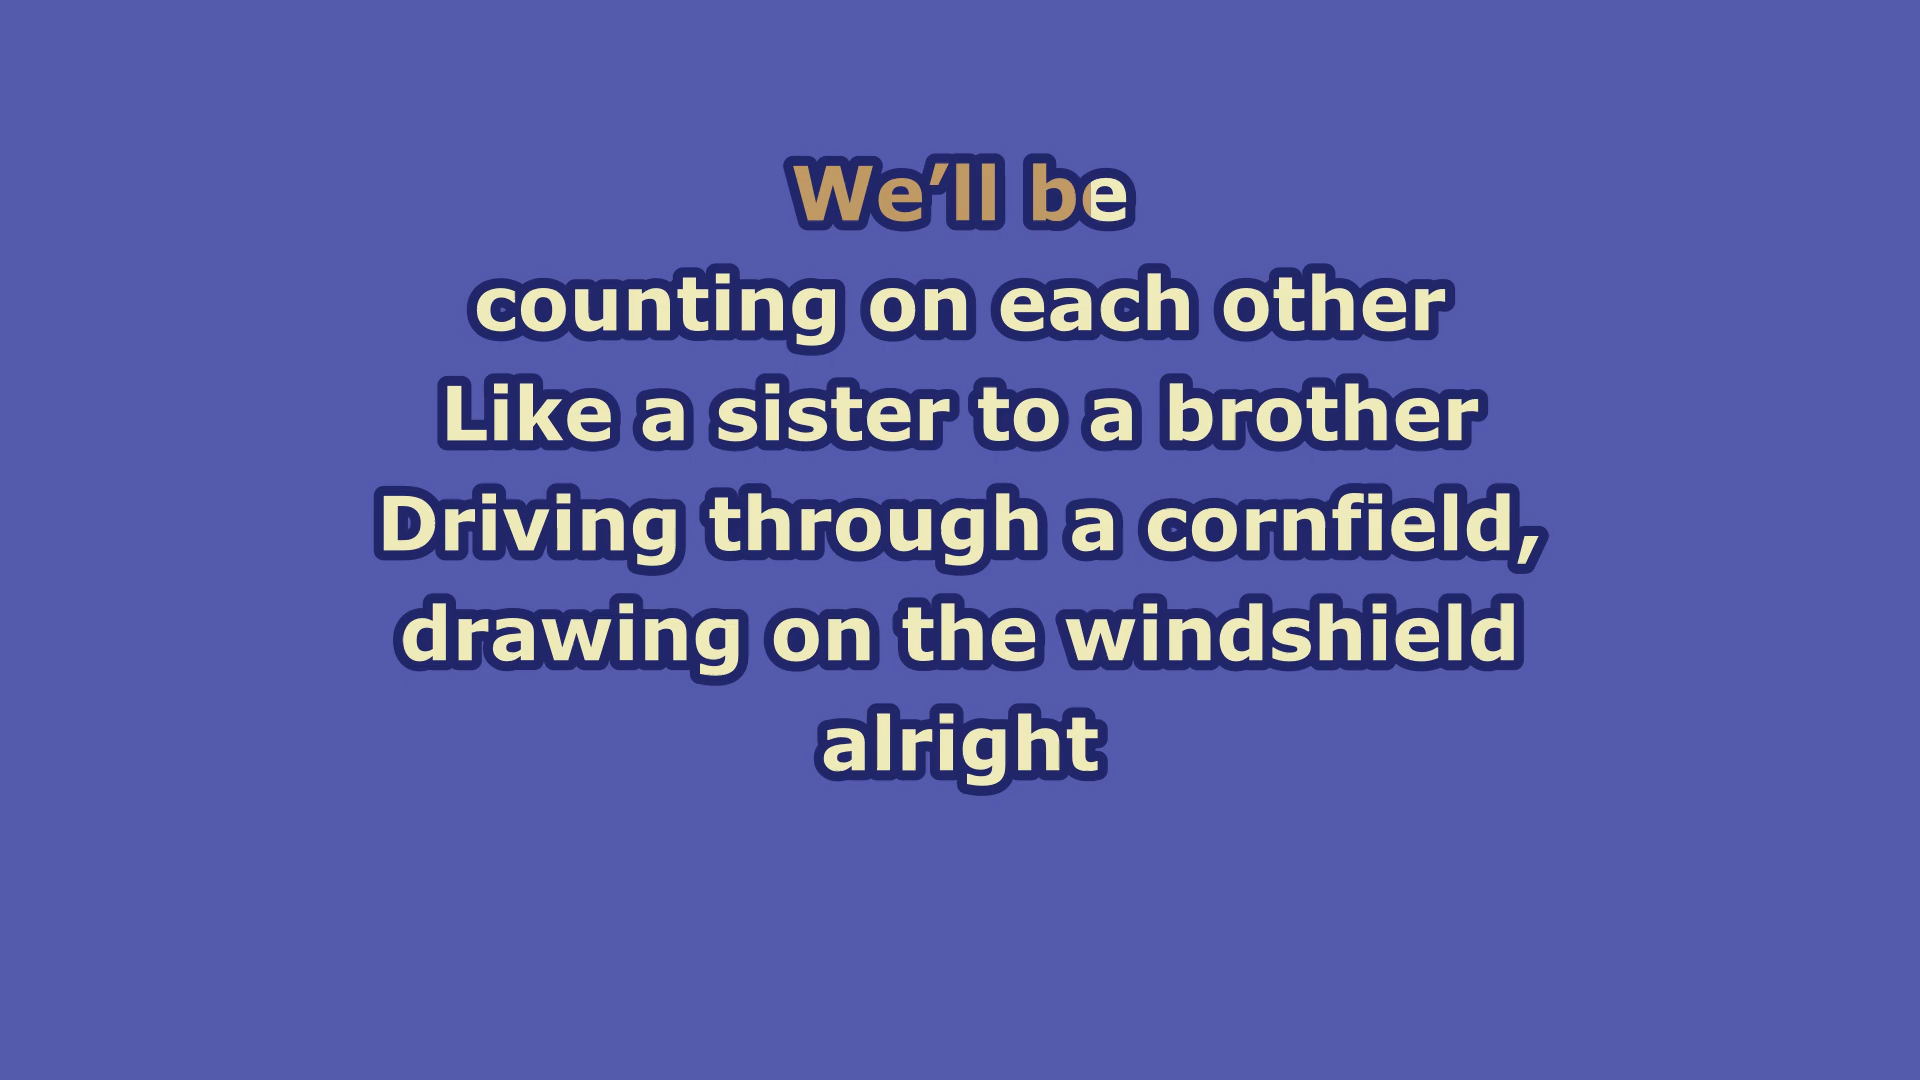 We’ll be
counting on each other
Like a sister to a brother
Driving through a cornfield,
drawing on the windshield
alright